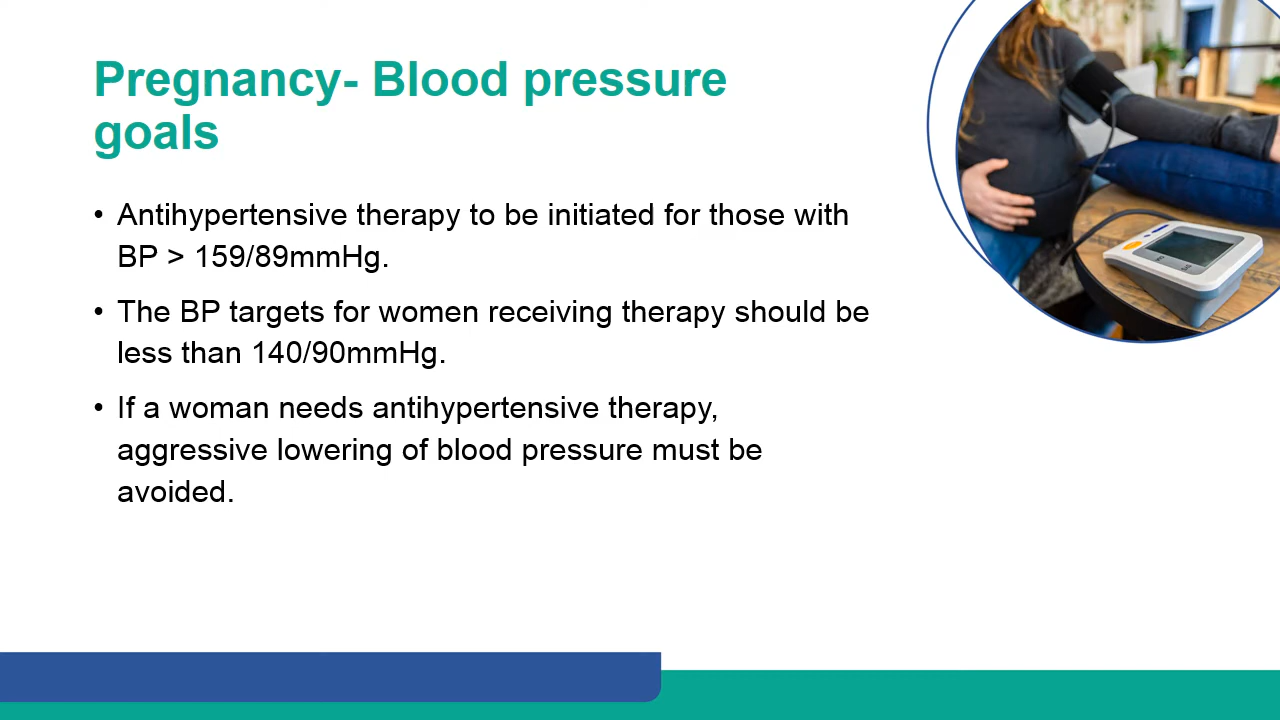 Pregnancy- Blood pressure
goals
• Antihypertensive therapy to be initiated for those with
BP > 159/89mmHg.
• The BP targets for women receiving therapy should be
less than 140/90mmHg.
• If a woman needs antihypertensive therapy,
aggressive lowering of blood pressure must be
avoided.